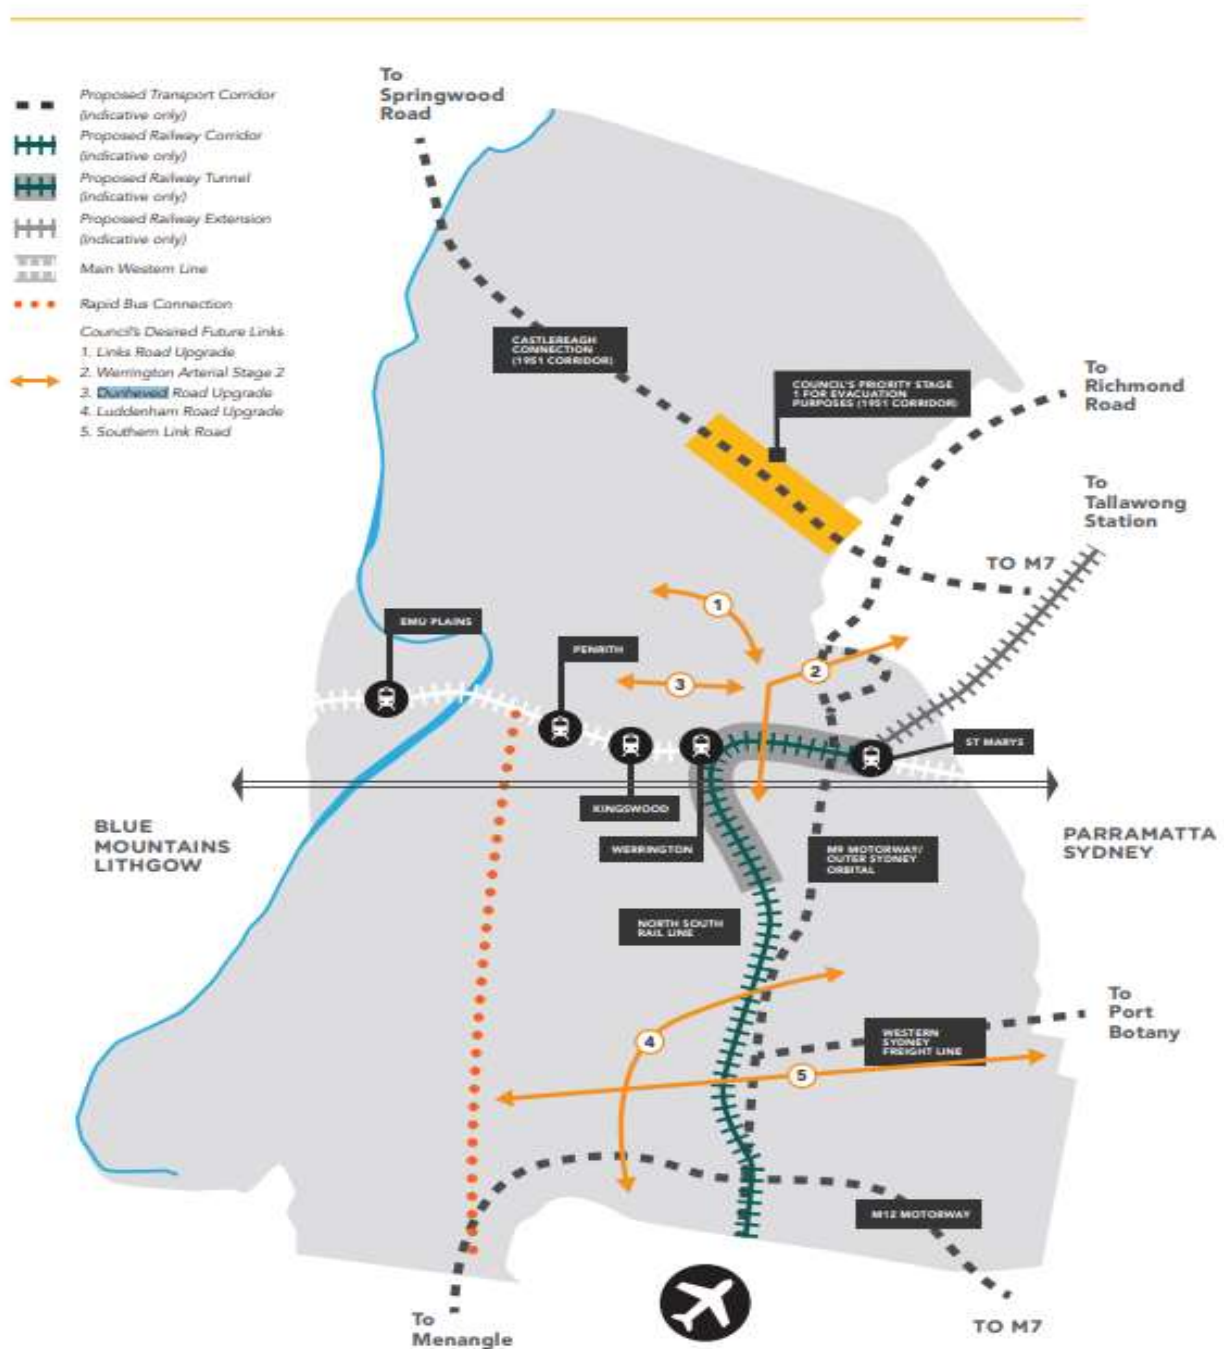 Proposed Transport Corridor
(indicative only)
Proposed Railway Corridor
(indicative only)
Proposed Railway Tunnel
(indicative only)
Proposed Railway Extension
(indicative only)
Main Western Line
Rapid Bus Connection
Council's Desired Future Links
1. Links Road Upgrade
2. Werrington Arterial Stage 2
3. Dunheved Road Upgrade
4. Luddenham Road Upgrade
5. Southern Link Road
To
Springwood
Road
CASTLEREAGH
CONNECTION
(1951 CORRIDOR)
COUNCIL'S PRIORITY STAGE
1 FOR EVACUATION
PURPOSES (1951 CORRIDOR)
To
Richmond
Road
To
Tallawong
Station
TO M7
1
2
3
EMU PLAINS
PENRITH
ST MARYS
KINGSWOOD
WERRINGTON
BLUE
MOUNTAINS
LITHGOW
PARRAMATTA
SYDNEY
M9 MOTORWAY/
OUTER SYDNEY
ORBITAL
NORTH SOUTH
RAIL LINE
To
Port
Botany
WESTERN
SYDNEY
FREIGHT LINE
4
5
M12 MOTORWAY
To
Menangle
TO M7